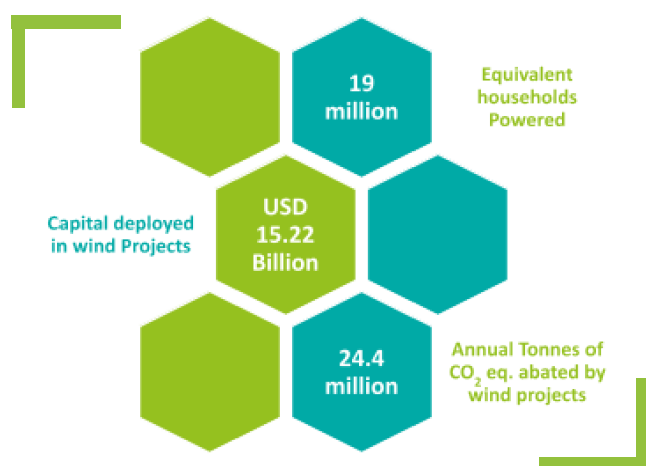 19
million
Equivalent
households
Powered
Capital deployed
in wind Projects
USD
15.22
Billion
24.4
million
Annual Tonnes of
CO₂ eq. abated by
wind projects